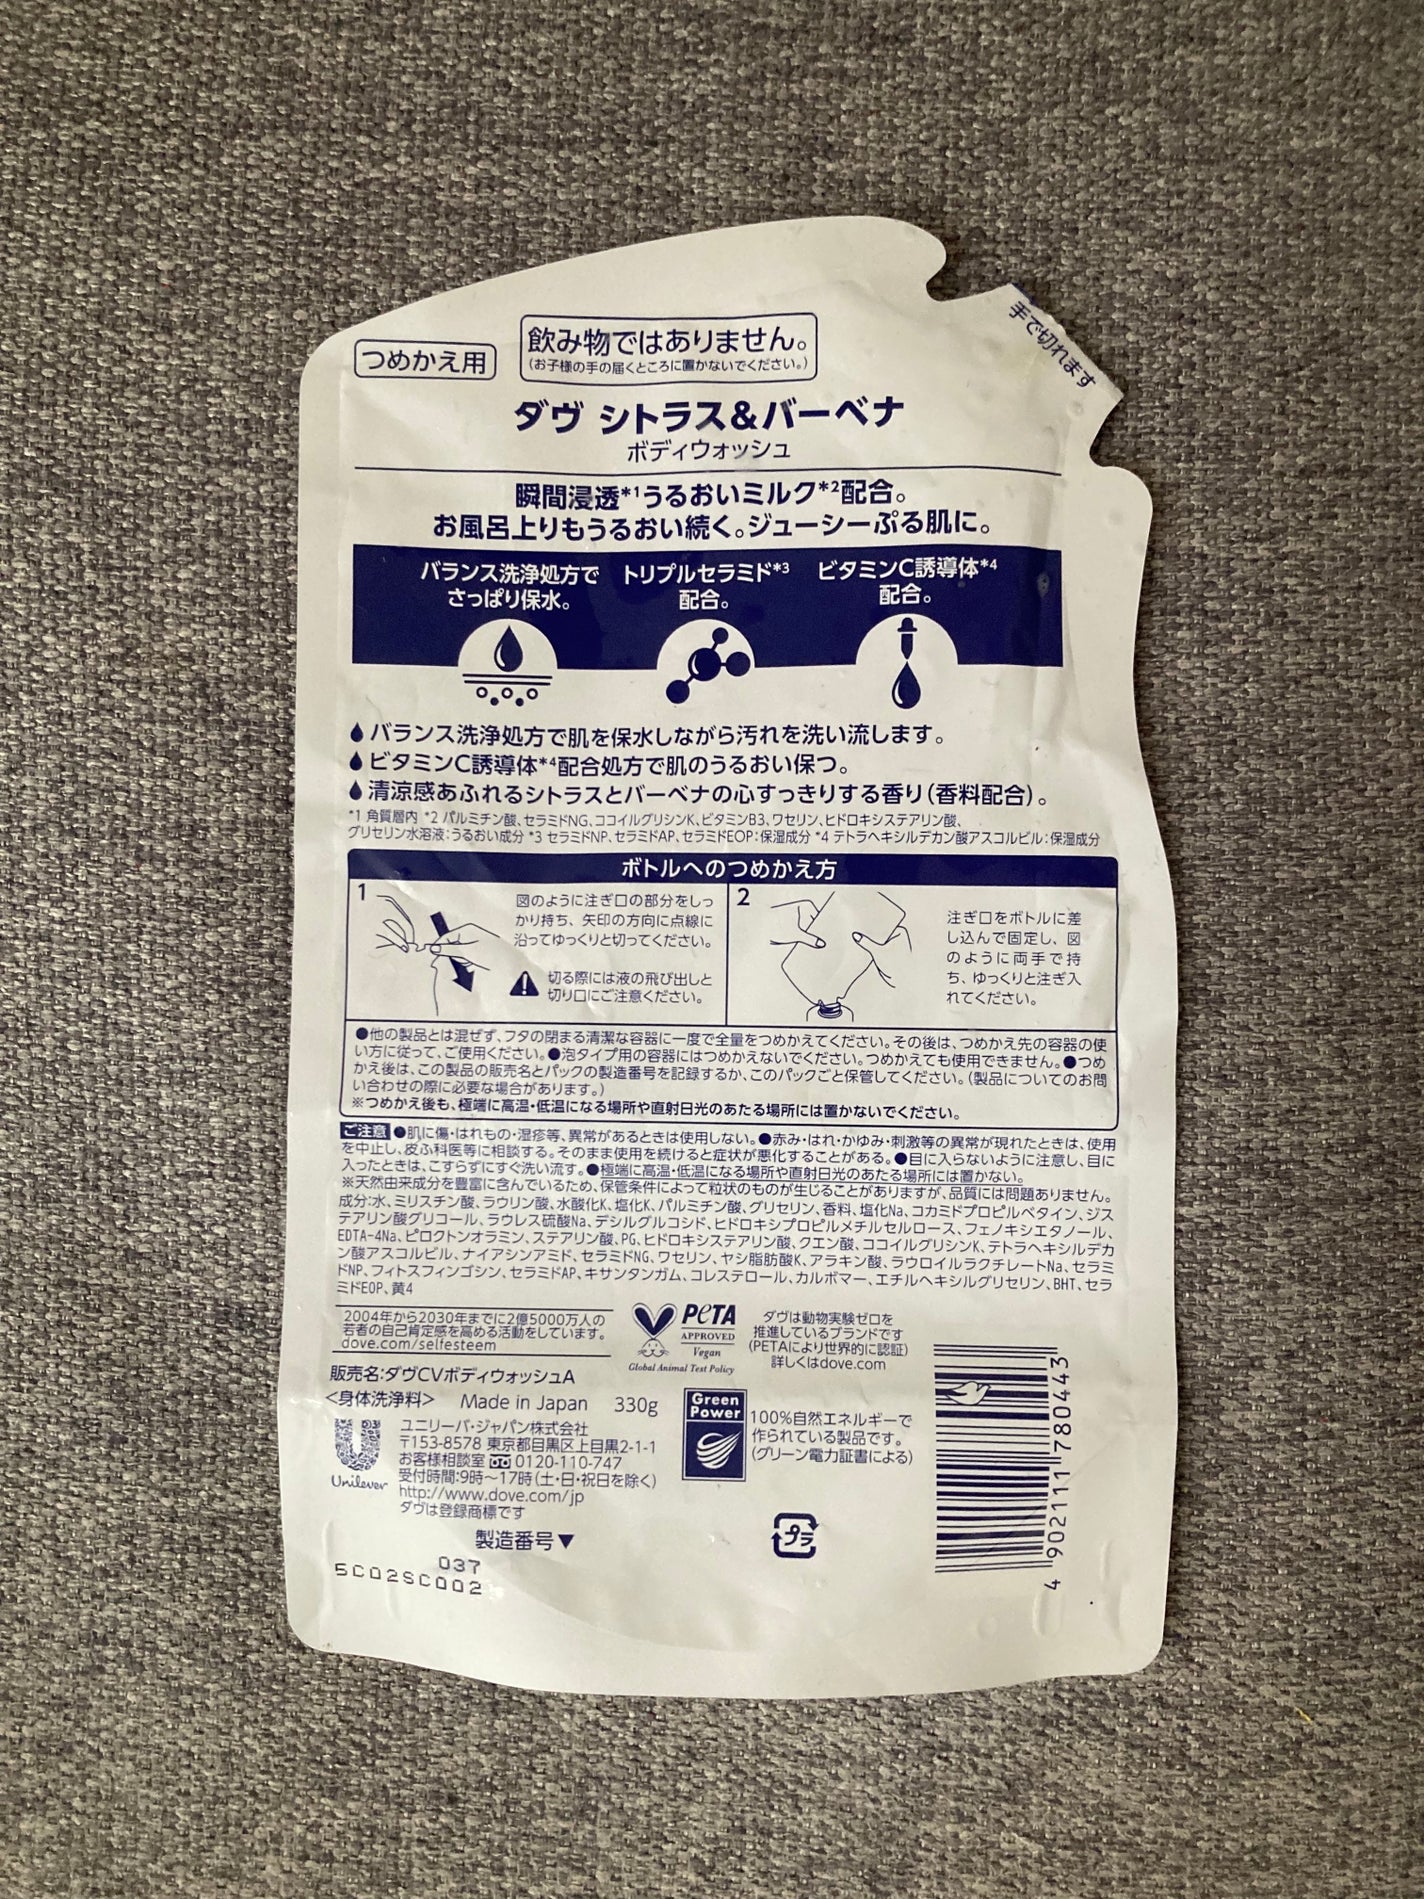 手で切れます
つめかえ用
飲み物ではありません。
(お子様の手の届くところに置かないでください。)
ダヴ シトラス&バーベナ
ボディウォッシュ
瞬間浸透*1うるおいミルク*2配合。
お風呂上りもうるおい続く。ジューシーぷる肌に。
バランス洗浄処方で
さっぱり保水。
トリプルセラミド*3
配合。
ビタミンC誘導体*4
配合。
バランス洗浄処方で肌を保水しながら汚れを洗い流します。
ビタミンC誘導体*4配合処方で肌のうるおい保つ。
清涼感あふれるシトラスとバーベナの心すっきりする香り(香料配合)。
*1 角質層内 *2 パルミチン酸、セラミドNG、ココイルグリシンK、ビタミンB3、ワセリン、ヒドロキシステアリン酸、
グリセリン水溶液:うるおい成分 *3 セラミドNP、セラミドAP、セラミドEOP:保湿成分 *4 テトラヘキシルデカン酸アスコルビル:保湿成分
ボトルへのつめかえ方
1
図のように注ぎ口の部分をしっ
かり持ち、矢印の方向に点線に
沿ってゆっくりと切ってください。
切る際には液の飛び出しと
切り口にご注意ください。
2
注ぎ口をボトルに差
し込んで固定し、図
のように両手で持
ち、ゆっくりと注ぎ入
れてください。
●他の製品とは混ぜず、フタの閉まる清潔な容器に一度で全量をつめかえてください。その後は、つめかえ先の容器の使
い方に従って、ご使用ください。●泡タイプ用の容器にはつめかえないでください。つめかえても使用できません。●つめ
かえ後は、この製品の販売名とパックの製造番号を記録するか、このパックごと保管してください。(製品についてのお問
い合わせの際に必要な場合があります。)
※つめかえ後も、極端に高温・低温になる場所や直射日光のあたる場所には置かないでください。
ご注意 ●肌に傷・はれもの・湿疹等、異常があるときは使用しない。●赤み・はれ・かゆみ・刺激等の異常が現れたときは、使用
を中止し、皮ふ科医等に相談する。そのまま使用を続けると症状が悪化することがある。●目に入らないように注意し、目に
入ったときは、こすらずにすぐ洗い流す。●極端に高温・低温になる場所や直射日光のあたる場所には置かない。
※天然由来成分を豊富に含んでいるため、保管条件によって粒状のものが生じることがありますが、品質には問題ありません。
成分:水、ミリスチン酸、ラウリン酸、水酸化K、塩化K、パルミチン酸、グリセリン、香料、塩化Na、コカミドプロピルベタイン、ジス
テアリン酸グリコール、ラウレス硫酸Na、デシルグルコシド、ヒドロキシプロピルメチルセルロース、フェノキシエタノール、
EDTA-4Na、ピロクトンオラミン、ステアリン酸、PG、ヒドロキシステアリン酸、クエン酸、ココイルグリシンK、テトラヘキシルデカ
ン酸アスコルビル、ナイアシンアミド、セラミドNG、ワセリン、ヤシ脂肪酸K、アラキン酸、ラウロイルラクチレートNa、セラミ
ドNP、フィトスフィンゴシン、セラミドAP、キサンタンガム、コレステロール、カルボマー、エチルヘキシルグリセリン、BHT、セラ
ミドEOP、黄4
2004年から2030年までに2億5000万人の
若者の自己肯定感を高める活動をしています。
dove.com/selfesteem
PETA
APPROVED
Vegan
Global Animal Test Policy
ダヴは動物実験ゼロを
推進しているブランドです
(PETAにより世界的に認証)
詳しくはdove.com
販売名:ダヴCVボディウォッシュA
<身体洗浄料> Made in Japan 330g
Unilever
ユニリーバ・ジャパン株式会社
〒153-8578 東京都目黒区上目黒2-1-1
お客様相談室 0120-110-747
受付時間:9時〜17時(土・日・祝日を除く)
http://www.dove.com/jp
ダヴは登録商標です
Green
Power
100%自然エネルギーで
作られている製品です。
(グリーン電力証書による)
製造番号▼
037
5C02SC002
プラ
4 902111 780443